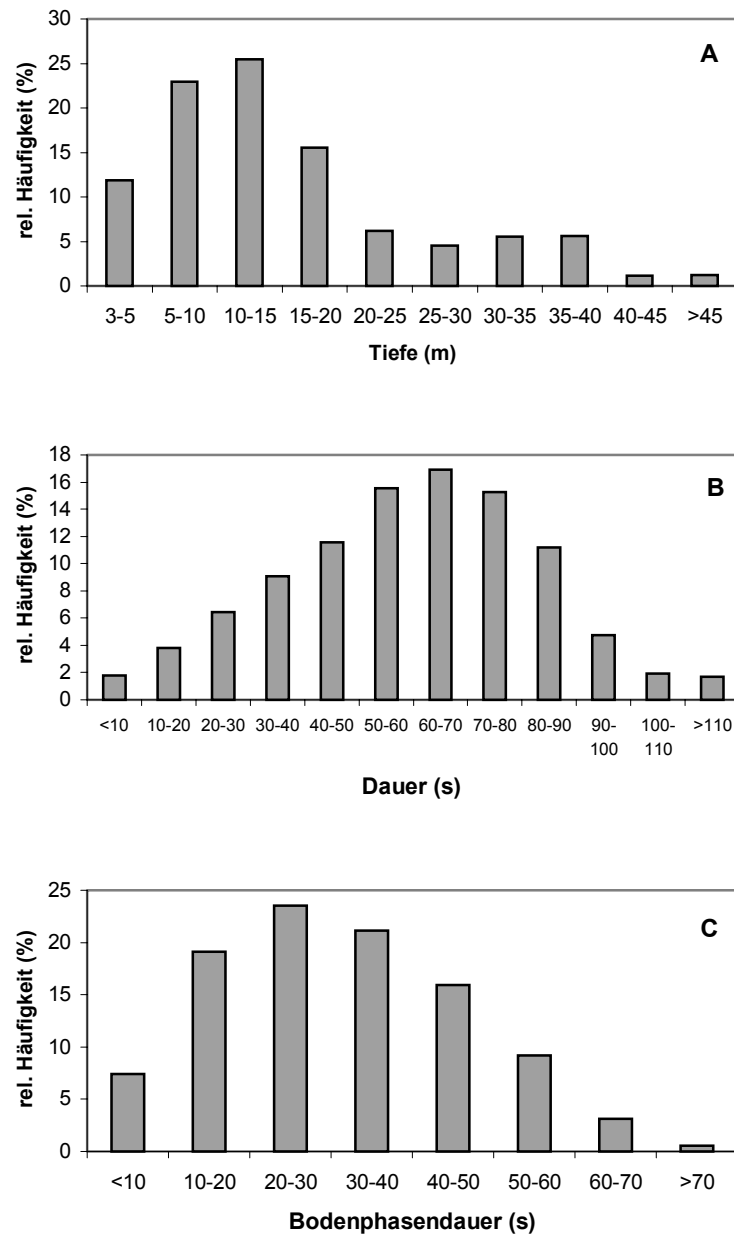 30
25
20
15
10
5
0
rel. Häufigkeit (%)
A
3-5 5-10 10-15 15-20 20-25 25-30 30-35 35-40 40-45 >45
Tiefe (m)
18
16
14
12
10
8
6
4
2
0
rel. Häufigkeit (%)
B
<10 10-20 20-30 30-40 40-50 50-60 60-70 70-80 80-90 90- 100- >110
100 110
Dauer (s)
25
20
15
10
5
0
rel. Häufigkeit (%)
C
<10 10-20 20-30 30-40 40-50 50-60 60-70 >70
Bodenphasendauer (s)